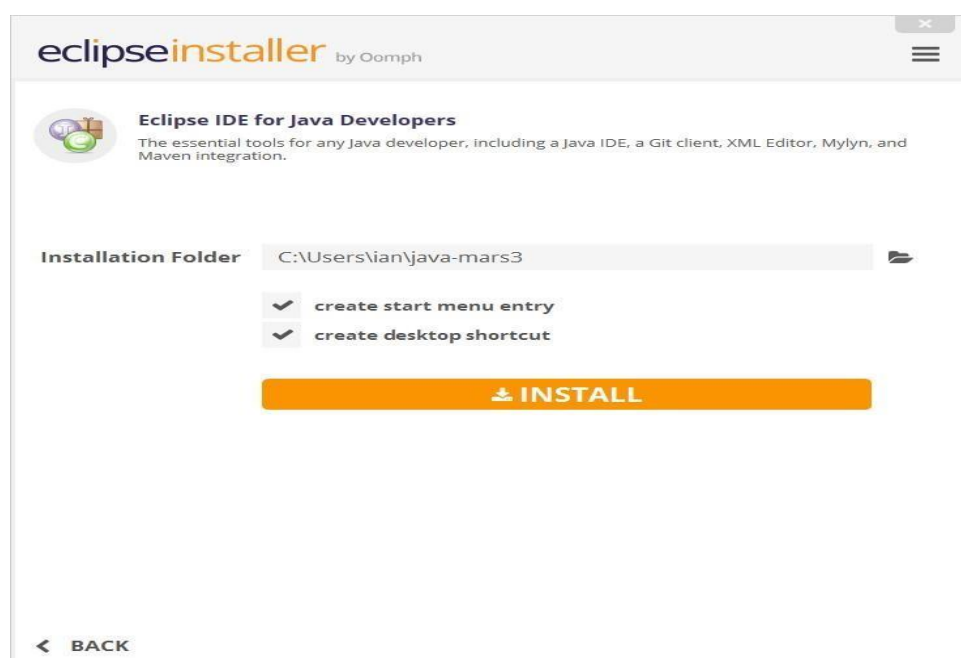 eclipseinstaller by Oomph
Eclipse IDE for Java Developers
The essential tools for any Java developer, including a Java IDE, a Git client, XML Editor, Mylyn, and
Maven integration.
Installation Folder C:\Users\ian\java-mars3
create start menu entry
create desktop shortcut
INSTALL
BACK